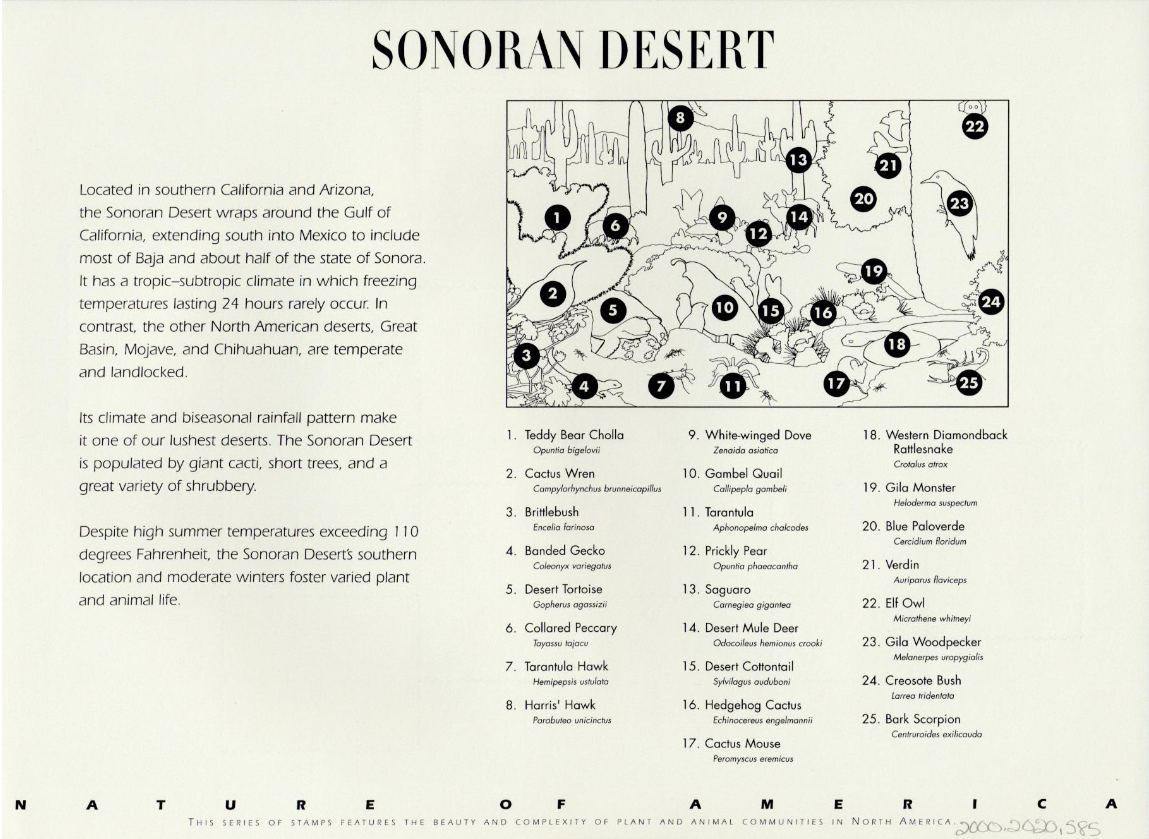 SONORAN DESERT
Located in southern California and Arizona,
the Sonoran Desert wraps around the Gulf of
California, extending south into Mexico to include
most of Baja and about half of the state of Sonora.
It has a tropic–subtropic climate in which freezing
temperatures lasting 24 hours rarely occur. In
contrast, the other North American deserts, Great
Basin, Mojave, and Chihuahuan, are temperate
and landlocked.
Its climate and biseasonal rainfall pattern make
it one of our lushest deserts. The Sonoran Desert
is populated by giant cacti, short trees, and a
great variety of shrubbery.
Despite high summer temperatures exceeding 110
degrees Fahrenheit, the Sonoran Desert's southern
location and moderate winters foster varied plant
and animal life.
8
22
13
21
20
1
6
9
12
14
23
19
2
5
10
15
16
24
3
18
4
7
11
17
25
1. Teddy Bear Cholla
Opuntia bigelovii
2. Cactus Wren
Campylorhynchus brunneicapillus
3. Brittlebush
Encelia farinosa
4. Banded Gecko
Coleonyx variegatus
5. Desert Tortoise
Gopherus agassizii
6. Collared Peccary
Tayassu tajacu
7. Tarantula Hawk
Hemipepsis ustulata
8. Harris' Hawk
Parabuteo unicinctus
9. White-winged Dove
Zenaida asiatica
10. Gambel Quail
Callipepla gambeli
11. Tarantula
Aphonopelma chalcodes
12. Prickly Pear
Opuntia phaeacantha
13. Saguaro
Carnegiea gigantea
14. Desert Mule Deer
Odocoileus hemionus crooki
15. Desert Cottontail
Sylvilagus auduboni
16. Hedgehog Cactus
Echinocereus engelmannii
17. Cactus Mouse
Peromyscus eremicus
18. Western Diamondback
Rattlesnake
Crotalus atrox
19. Gila Monster
Heloderma suspectum
20. Blue Paloverde
Cercidium floridum
21. Verdin
Auriparus flaviceps
22. Elf Owl
Micrathene whitneyi
23. Gila Woodpecker
Melanerpes uropygialis
24. Creosote Bush
Larrea tridentata
25. Bark Scorpion
Centruroides exilicauda
NATURE OF AMERICA
THIS SERIES OF STAMPS FEATURES THE BEAUTY AND COMPLEXITY OF PLANT AND ANIMAL COMMUNITIES IN NORTH AMERICA.
2000.2020.585